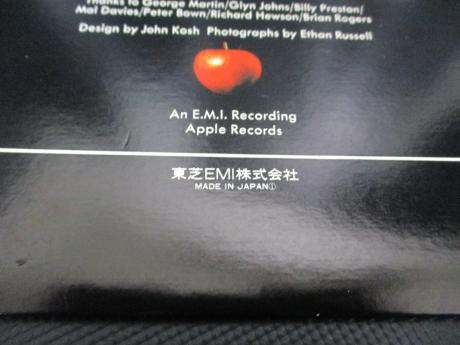 Thanks to George Martin/Glyn Johns/Billy Preston/
Mal Davies/Peter Bown/Richard Hewson/Brian Rogers
Design by John Kosh Photographs by Ethan Russell
An E.M.I. Recording
Apple Records
東芝EMI株式会社
MADE IN JAPAN①